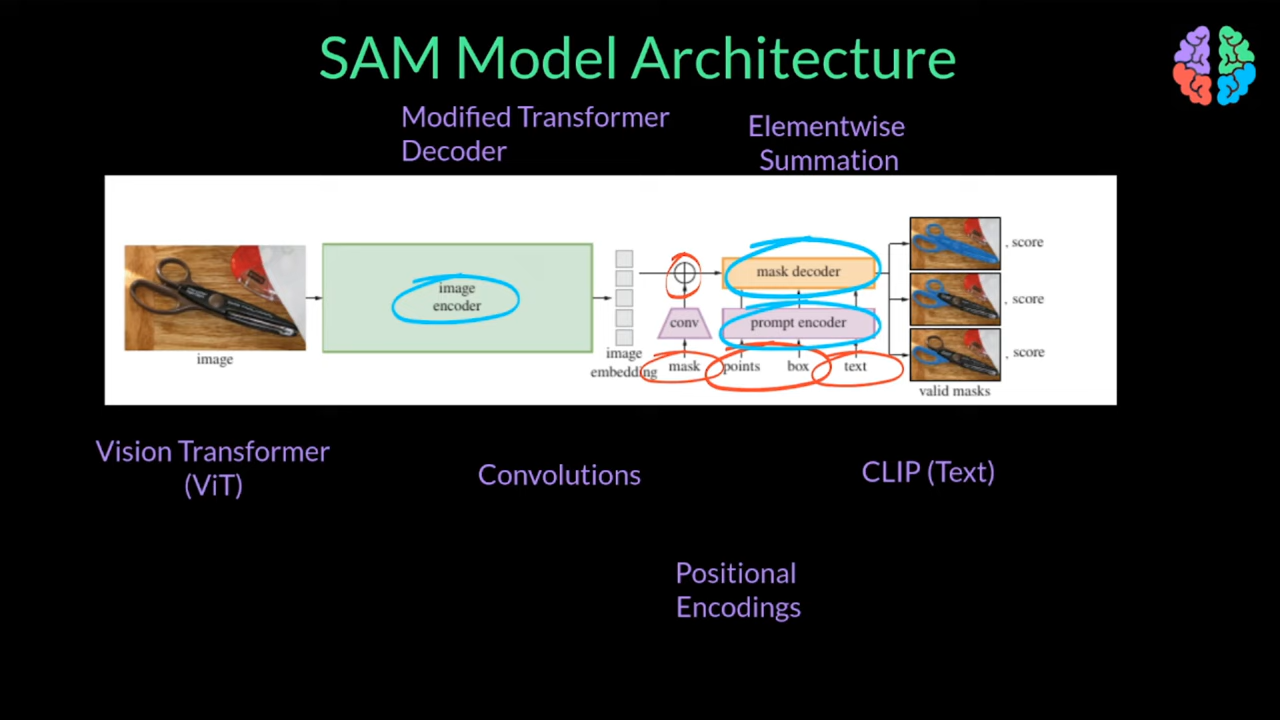 SAM Model Architecture
Modified Transformer
Decoder
Elementwise
Summation
image
encoder
image
image
embedding
conv
mask
mask decoder
prompt encoder
points
box
text
, score
, score
, score
valid masks
Vision Transformer
(ViT)
Convolutions
CLIP (Text)
Positional
Encodings